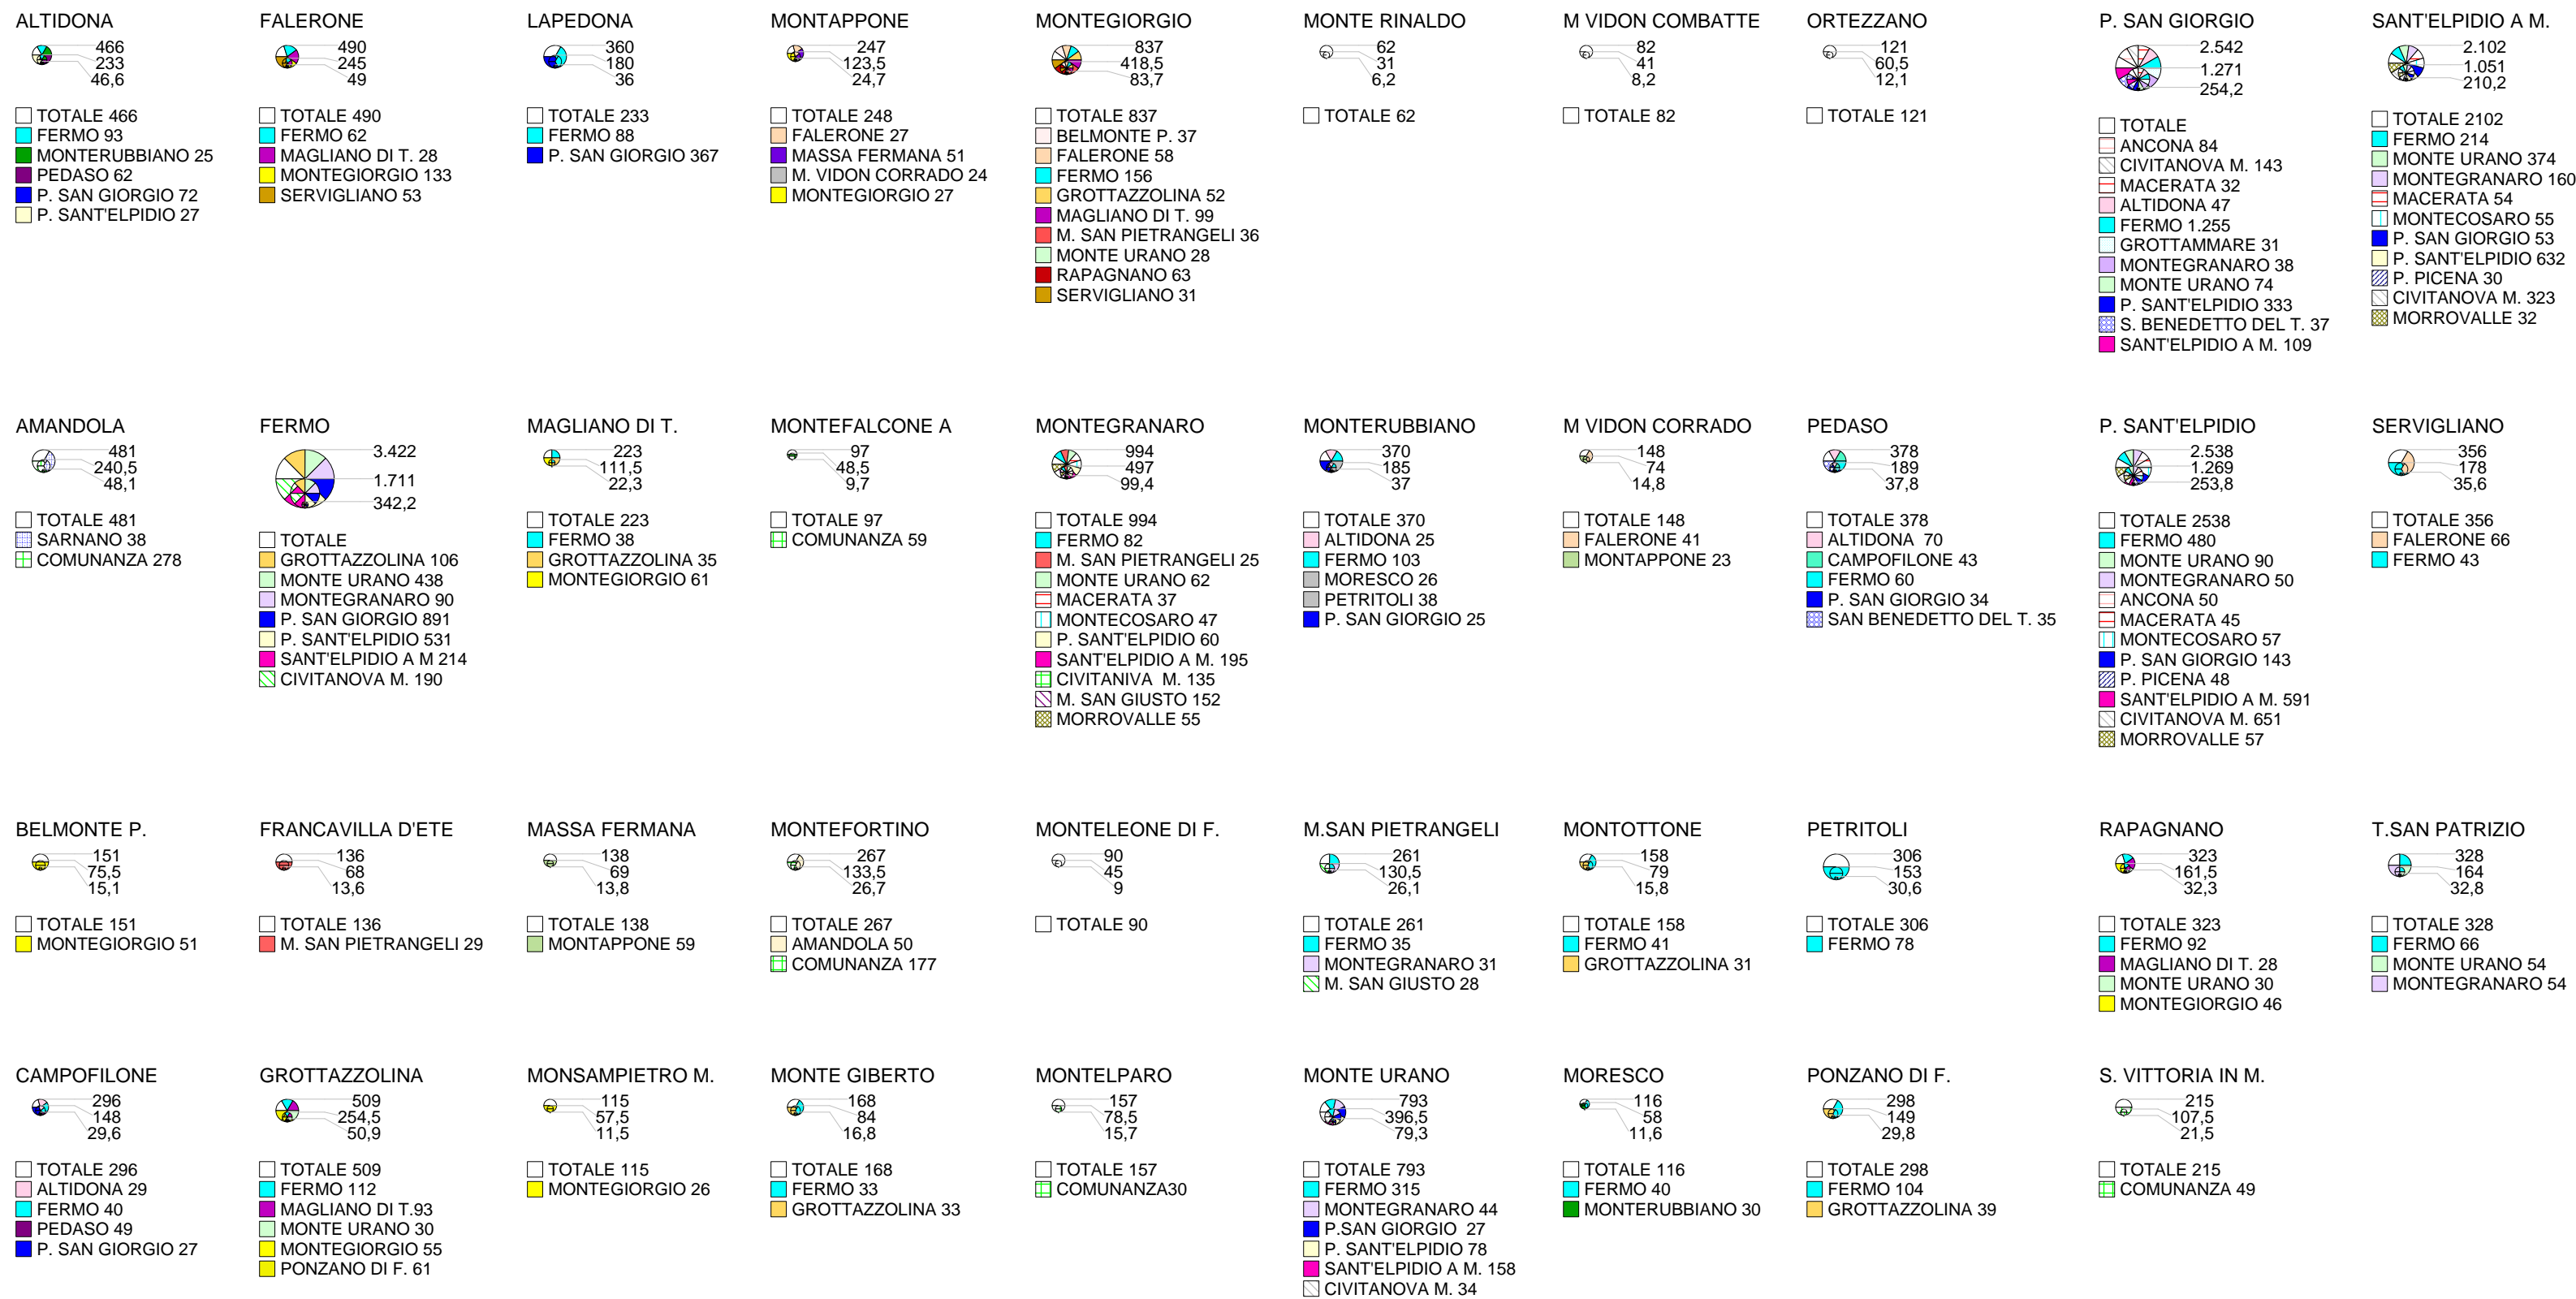 ALTIDONA
466
233
46,6
TOTALE 466
FERMO 93
MONTERUBBIANO 25
PEDASO 62
P. SAN GIORGIO 72
P. SANT'ELPIDIO 27
FALERONE
490
245
49
TOTALE 490
FERMO 62
MAGLIANO DI T. 28
MONTEGIORGIO 133
SERVIGLIANO 53
LAPEDONA
360
180
36
TOTALE 233
FERMO 88
P. SAN GIORGIO 367
MONTAPPONE
247
123,5
24,7
TOTALE 248
FALERONE 27
MASSA FERMANA 51
M. VIDON CORRADO 24
MONTEGIORGIO 27
MONTEGIORGIO
837
418,5
83,7
TOTALE 837
BELMONTE P. 37
FALERONE 58
FERMO 156
GROTTAZZOLINA 52
MAGLIANO DI T. 99
M. SAN PIETRANGELI 36
MONTE URANO 28
RAPAGNANO 63
SERVIGLIANO 31
MONTE RINALDO
62
31
6,2
TOTALE 62
M VIDON COMBATTE
82
41
8,2
TOTALE 82
ORTEZZANO
121
60,5
12,1
TOTALE 121
P. SAN GIORGIO
2.542
1.271
254,2
TOTALE
ANCONA 84
CIVITANOVA M. 143
MACERATA 32
ALTIDONA 47
FERMO 1.255
GROTTAMMARE 31
MONTEGRANARO 38
MONTE URANO 74
P. SANT'ELPIDIO 333
S. BENEDETTO DEL T. 37
SANT'ELPIDIO A M. 109
SANT'ELPIDIO A M.
2.102
1.051
210,2
TOTALE 2102
FERMO 214
MONTE URANO 374
MONTEGRANARO 160
MACERATA 54
MONTECOSARO 55
P. SAN GIORGIO 53
P. SANT'ELPIDIO 632
P. PICENA 30
CIVITANOVA M. 323
MORROVALLE 32
AMANDOLA
481
240,5
48,1
TOTALE 481
SARNANO 38
COMUNANZA 278
FERMO
3.422
1.711
342,2
TOTALE
GROTTAZZOLINA 106
MONTE URANO 438
MONTEGRANARO 90
P. SAN GIORGIO 891
P. SANT'ELPIDIO 531
SANT'ELPIDIO A M 214
CIVITANOVA M. 190
MAGLIANO DI T.
223
111,5
22,3
TOTALE 223
FERMO 38
GROTTAZZOLINA 35
MONTEGIORGIO 61
MONTEFALCONE A
97
48,5
9,7
TOTALE 97
COMUNANZA 59
MONTEGRANARO
994
497
99,4
TOTALE 994
FERMO 82
M. SAN PIETRANGELI 25
MONTE URANO 62
MACERATA 37
MONTECOSARO 47
P. SANT'ELPIDIO 60
SANT'ELPIDIO A M. 195
CIVITANIVA  M. 135
M. SAN GIUSTO 152
MORROVALLE 55
MONTERUBBIANO
370
185
37
TOTALE 370
ALTIDONA 25
FERMO 103
MORESCO 26
PETRITOLI 38
P. SAN GIORGIO 25
M VIDON CORRADO
148
74
14,8
TOTALE 148
FALERONE 41
MONTAPPONE 23
PEDASO
378
189
37,8
TOTALE 378
ALTIDONA  70
CAMPOFILONE 43
FERMO 60
P. SAN GIORGIO 34
SAN BENEDETTO DEL T. 35
P. SANT'ELPIDIO
2.538
1.269
253,8
TOTALE 2538
FERMO 480
MONTE URANO 90
MONTEGRANARO 50
ANCONA 50
MACERATA 45
MONTECOSARO 57
P. SAN GIORGIO 143
P. PICENA 48
SANT'ELPIDIO A M. 591
CIVITANOVA M. 651
MORROVALLE 57
SERVIGLIANO
356
178
35,6
TOTALE 356
FALERONE 66
FERMO 43
BELMONTE P.
151
75,5
15,1
TOTALE 151
MONTEGIORGIO 51
FRANCAVILLA D'ETE
136
68
13,6
TOTALE 136
M. SAN PIETRANGELI 29
MASSA FERMANA
138
69
13,8
TOTALE 138
MONTAPPONE 59
MONTEFORTINO
267
133,5
26,7
TOTALE 267
AMANDOLA 50
COMUNANZA 177
MONTELEONE DI F.
90
45
9
TOTALE 90
M.SAN PIETRANGELI
261
130,5
26,1
TOTALE 261
FERMO 35
MONTEGRANARO 31
M. SAN GIUSTO 28
MONTOTTONE
158
79
15,8
TOTALE 158
FERMO 41
GROTTAZZOLINA 31
PETRITOLI
306
153
30,6
TOTALE 306
FERMO 78
RAPAGNANO
323
161,5
32,3
TOTALE 323
FERMO 92
MAGLIANO DI T. 28
MONTE URANO 30
MONTEGIORGIO 46
T.SAN PATRIZIO
328
164
32,8
TOTALE 328
FERMO 66
MONTE URANO 54
MONTEGRANARO 54
CAMPOFILONE
296
148
29,6
TOTALE 296
ALTIDONA 29
FERMO 40
PEDASO 49
P. SAN GIORGIO 27
GROTTAZZOLINA
509
254,5
50,9
TOTALE 509
FERMO 112
MAGLIANO DI T.93
MONTE URANO 30
MONTEGIORGIO 55
PONZANO DI F. 61
MONSAMPIETRO M.
115
57,5
11,5
TOTALE 115
MONTEGIORGIO 26
MONTE GIBERTO
168
84
16,8
TOTALE 168
FERMO 33
GROTTAZZOLINA 33
MONTELPARO
157
78,5
15,7
TOTALE 157
COMUNANZA30
MONTE URANO
793
396,5
79,3
TOTALE 793
FERMO 315
MONTEGRANARO 44
P.SAN GIORGIO  27
P. SANT'ELPIDIO 78
SANT'ELPIDIO A M. 158
CIVITANOVA M. 34
MORESCO
116
58
11,6
TOTALE 116
FERMO 40
MONTERUBBIANO 30
PONZANO DI F.
298
149
29,8
TOTALE 298
FERMO 104
GROTTAZZOLINA 39
S. VITTORIA IN M.
215
107,5
21,5
TOTALE 215
COMUNANZA 49